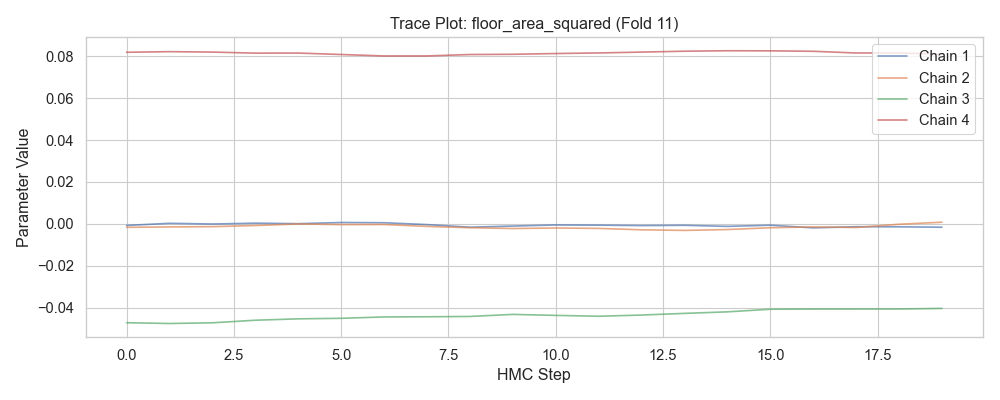 Trace Plot: floor_area_squared (Fold 11)
Parameter Value
0.08
0.06
0.04
0.02
0.00
−0.02
−0.04
Chain 1
Chain 2
Chain 3
Chain 4
0.0 2.5 5.0 7.5 10.0 12.5 15.0 17.5
HMC Step